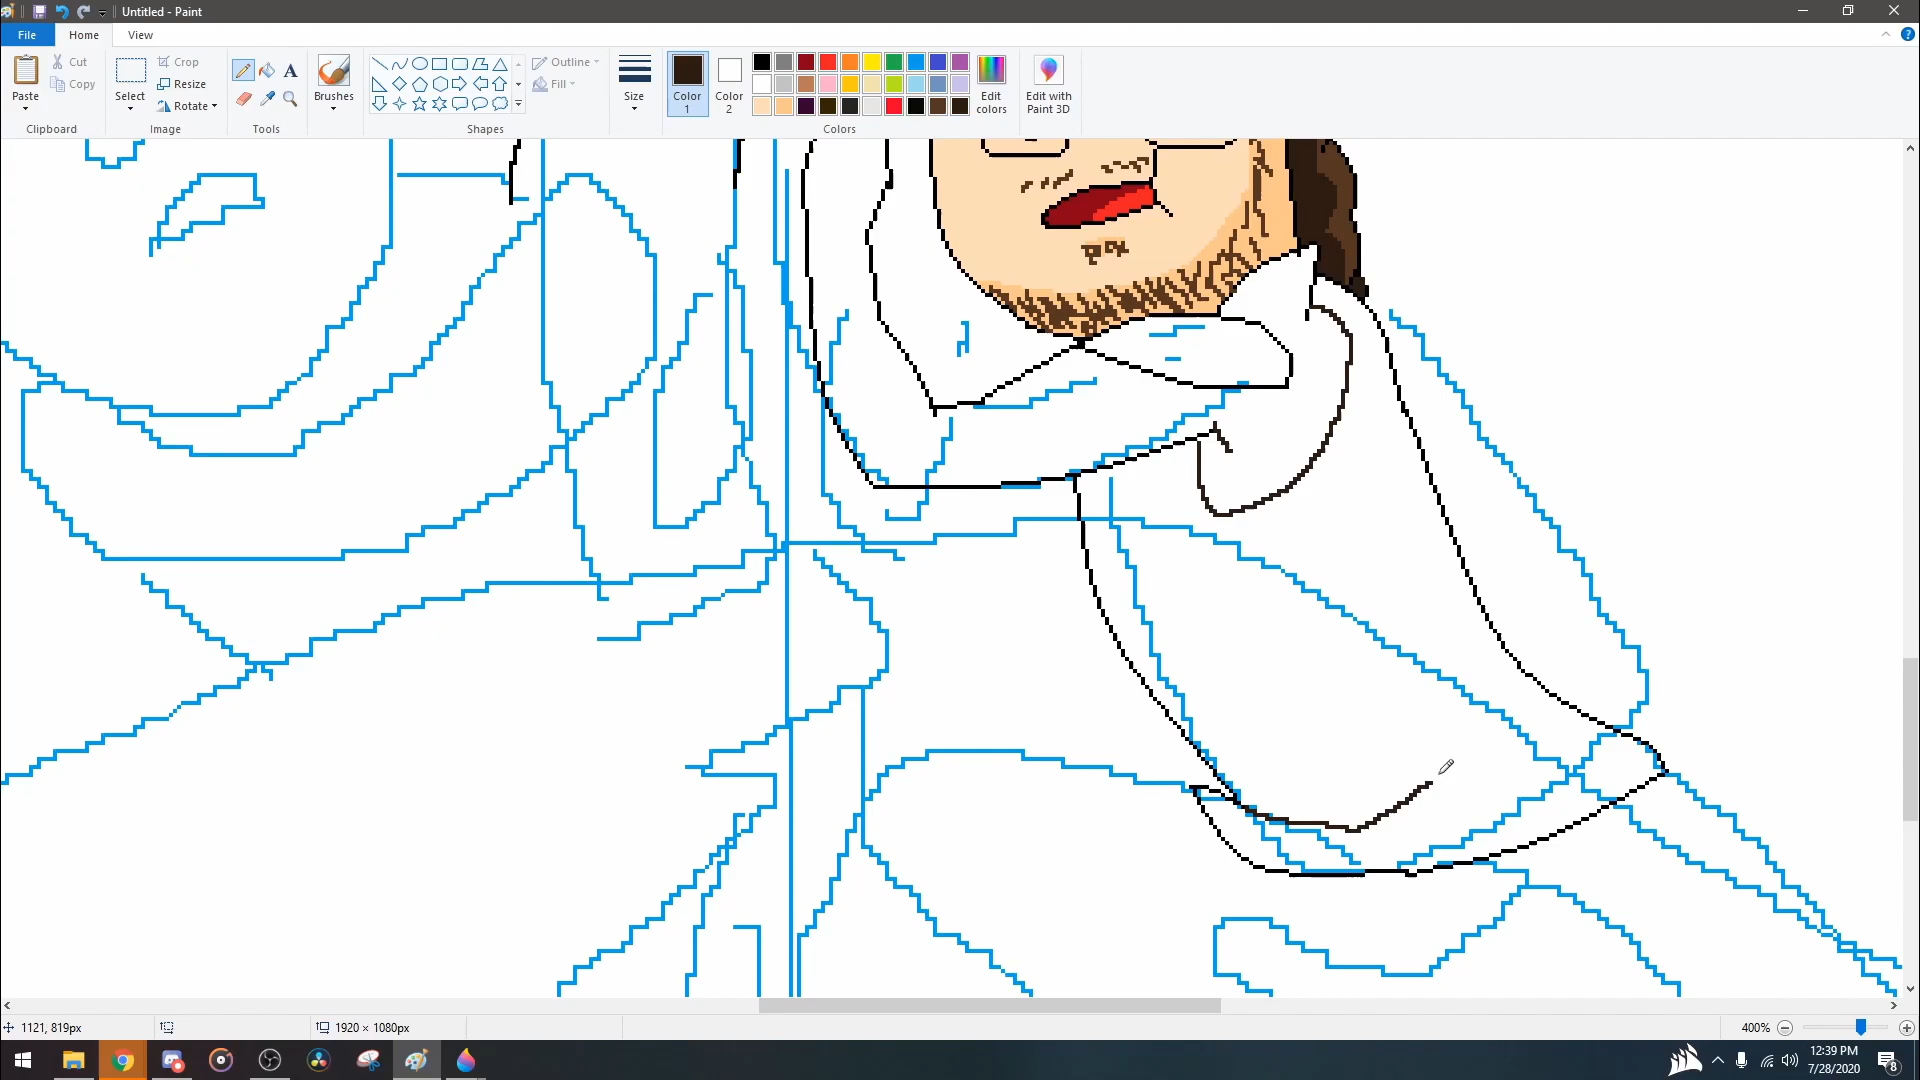 Untitled - Paint
File
Home
View
Paste
Cut
Copy
Clipboard
Select
Crop
Resize
Rotate
Image
A
Tools
Brushes
Shapes
Outline
Fill
Size
Color 1
Color 2
Colors
Edit colors
Edit with Paint 3D
1121, 819px
1920 × 1080px
400%
12:39 PM
7/28/2020
8